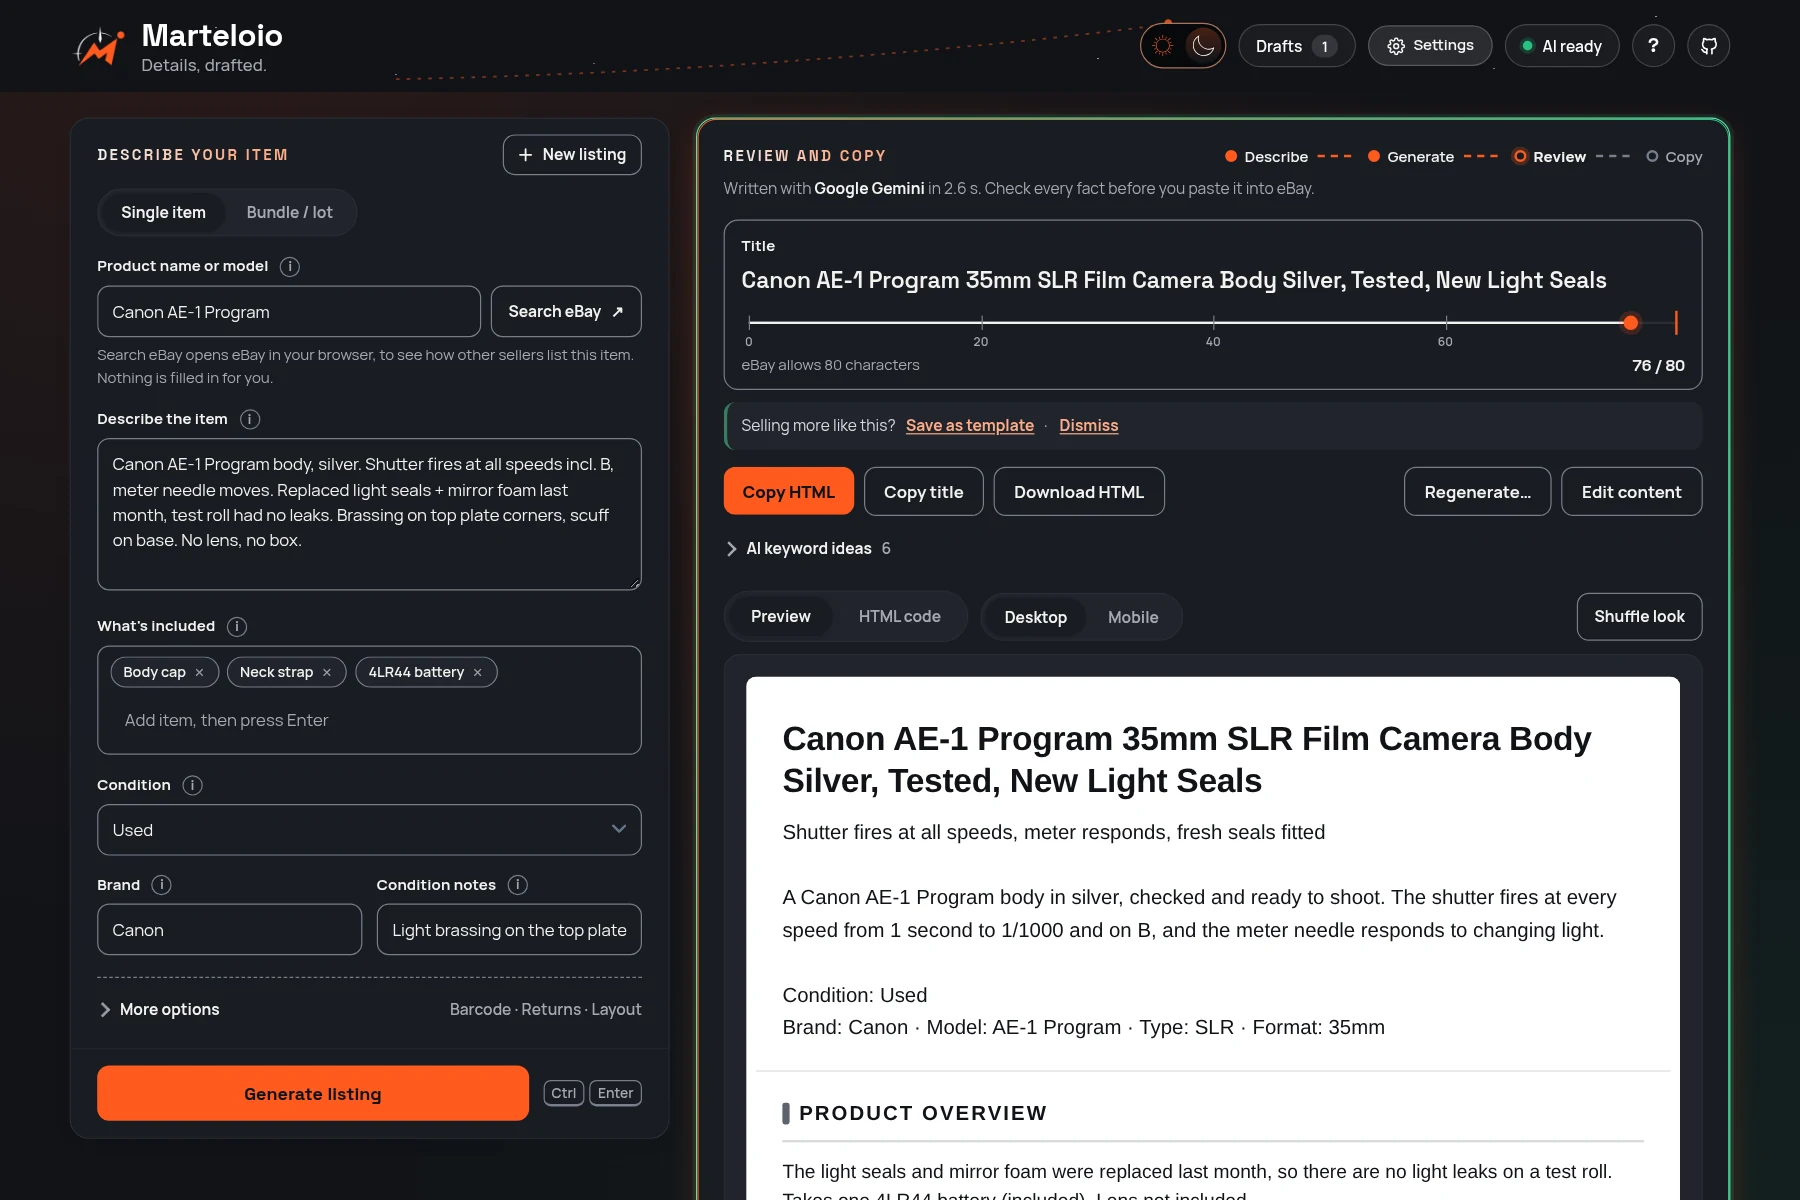 Marteloio
Details, drafted.
Drafts 1
Settings
AI ready
?
DESCRIBE YOUR ITEM
+ New listing
Single item
Bundle / lot
Product name or model i
Canon AE-1 Program
Search eBay ↗
Search eBay opens eBay in your browser, to see how other sellers list this item.
Nothing is filled in for you.
Describe the item i
Canon AE-1 Program body, silver. Shutter fires at all speeds incl. B,
meter needle moves. Replaced light seals + mirror foam last
month, test roll had no leaks. Brassing on top plate corners, scuff
on base. No lens, no box.
What's included i
Body cap × Neck strap × 4LR44 battery ×
Add item, then press Enter
Condition i
Used
Brand i
Canon
Condition notes i
Light brassing on the top plate
More options
Barcode · Returns · Layout
Generate listing
Ctrl Enter
REVIEW AND COPY
Describe Generate Review Copy
Written with Google Gemini in 2.6 s. Check every fact before you paste it into eBay.
Title
Canon AE-1 Program 35mm SLR Film Camera Body Silver, Tested, New Light Seals
0 20 40 60
eBay allows 80 characters
76 / 80
Selling more like this? Save as template · Dismiss
Copy HTML
Copy title
Download HTML
Regenerate...
Edit content
AI keyword ideas 6
Preview
HTML code
Desktop
Mobile
Shuffle look
Canon AE-1 Program 35mm SLR Film Camera Body
Silver, Tested, New Light Seals
Shutter fires at all speeds, meter responds, fresh seals fitted
A Canon AE-1 Program body in silver, checked and ready to shoot. The shutter fires at every
speed from 1 second to 1/1000 and on B, and the meter needle responds to changing light.
Condition: Used
Brand: Canon · Model: AE-1 Program · Type: SLR · Format: 35mm
PRODUCT OVERVIEW
The light seals and mirror foam were replaced last month, so there are no light leaks on a test roll.
Takes one 4LR44 battery (included). Lens not included.